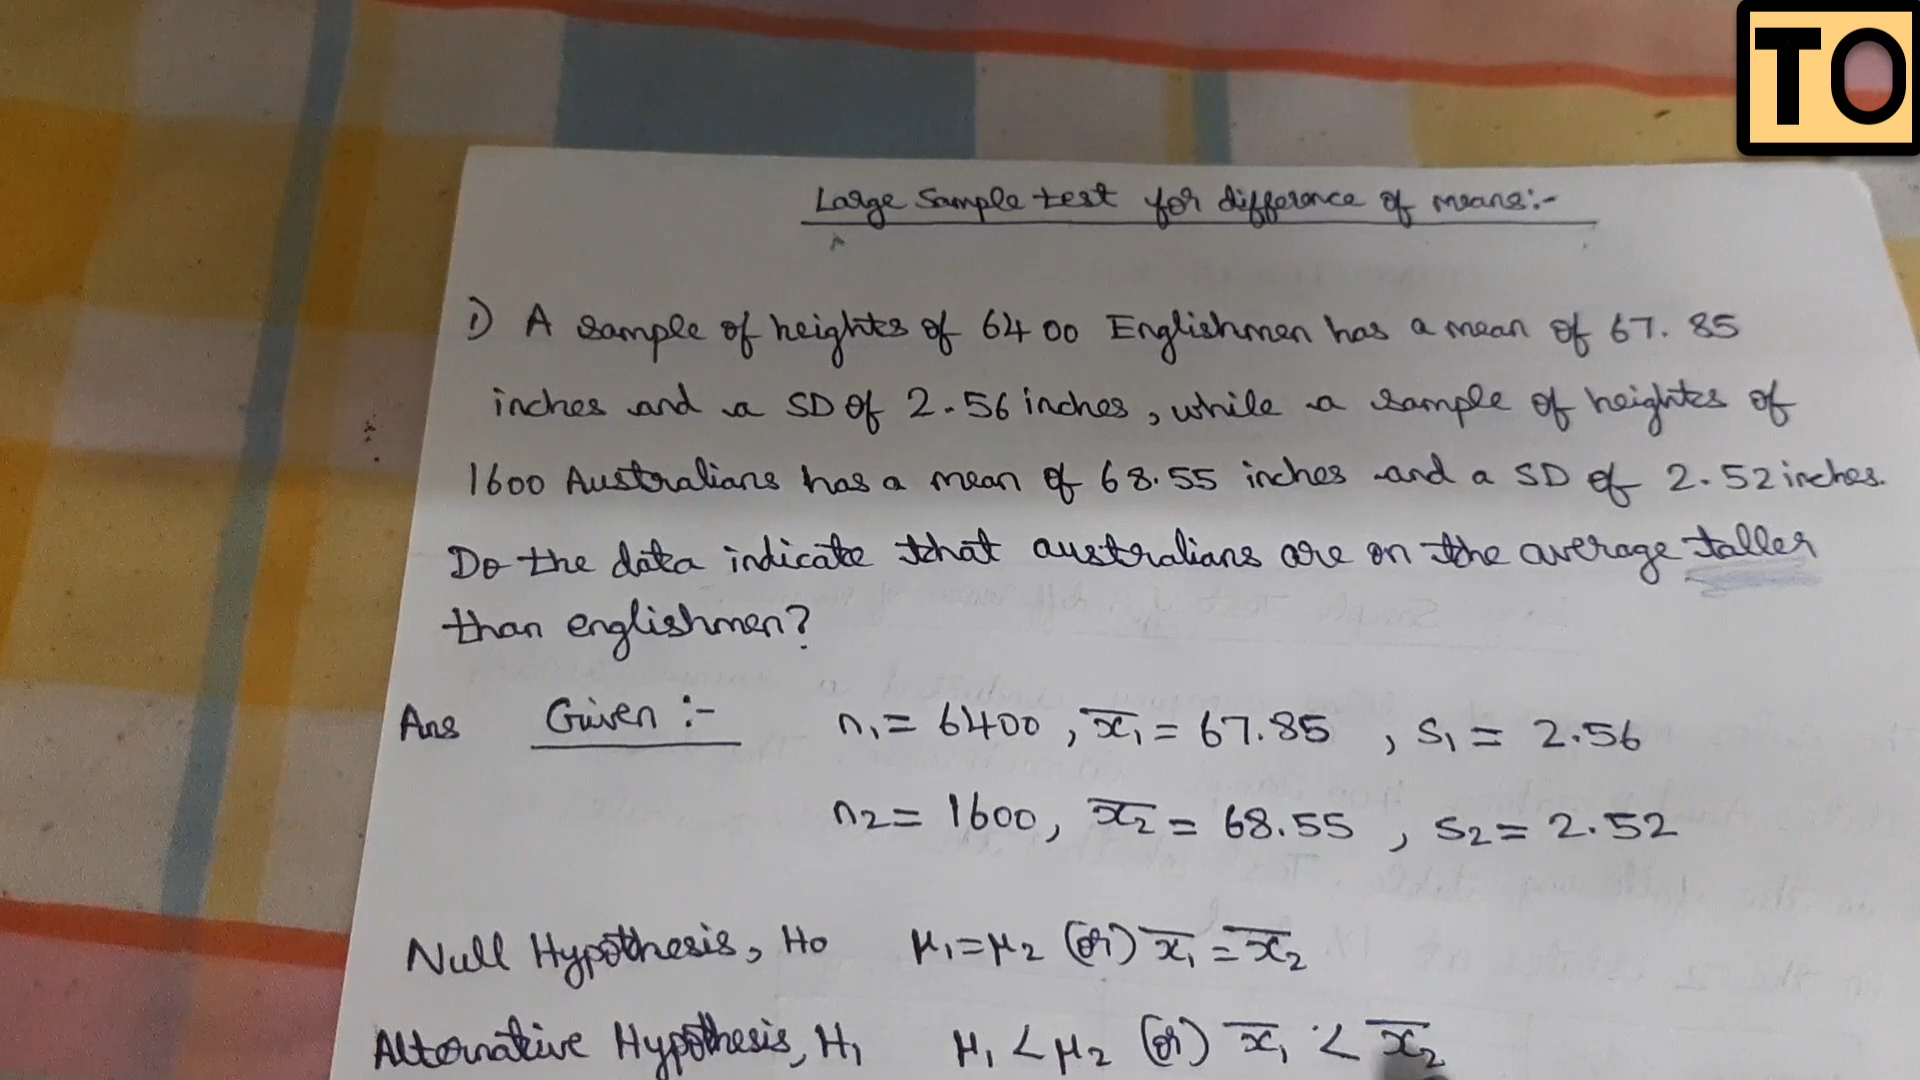 TO
Large Sample test for difference of means:-
1) A sample of heights of 6400 Englishmen has a mean of 67.85
inches and a SD of 2.56 inches, while a sample of heights of
1600 Australians has a mean of 68.55 inches and a SD of 2.52 inches.
Do the data indicate that australians are on the average taller
than englishmen?
Ans Given :- n₁ = 6400, x̄₁ = 67.85, s₁ = 2.56
n₂ = 1600, x̄₂ = 68.55, s₂ = 2.52
Null Hypothesis, H₀ μ₁ = μ₂ (or) x̄₁ = x̄₂
Alternative Hypothesis, H₁ μ₁ < μ₂ (or) x̄₁ < x̄₂